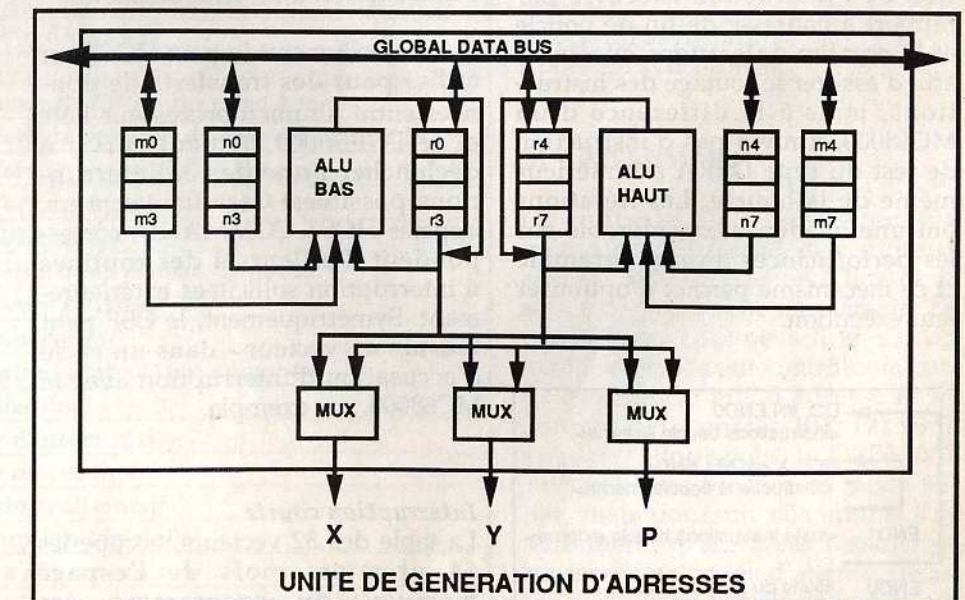 GLOBAL DATA BUS
m0 n0 r0 r4 n4 m4
ALU
BAS
ALU
HAUT
m3 n3 r3 r7 n7 m7
MUX MUX MUX
X Y P
UNITE DE GENERATION D'ADRESSES